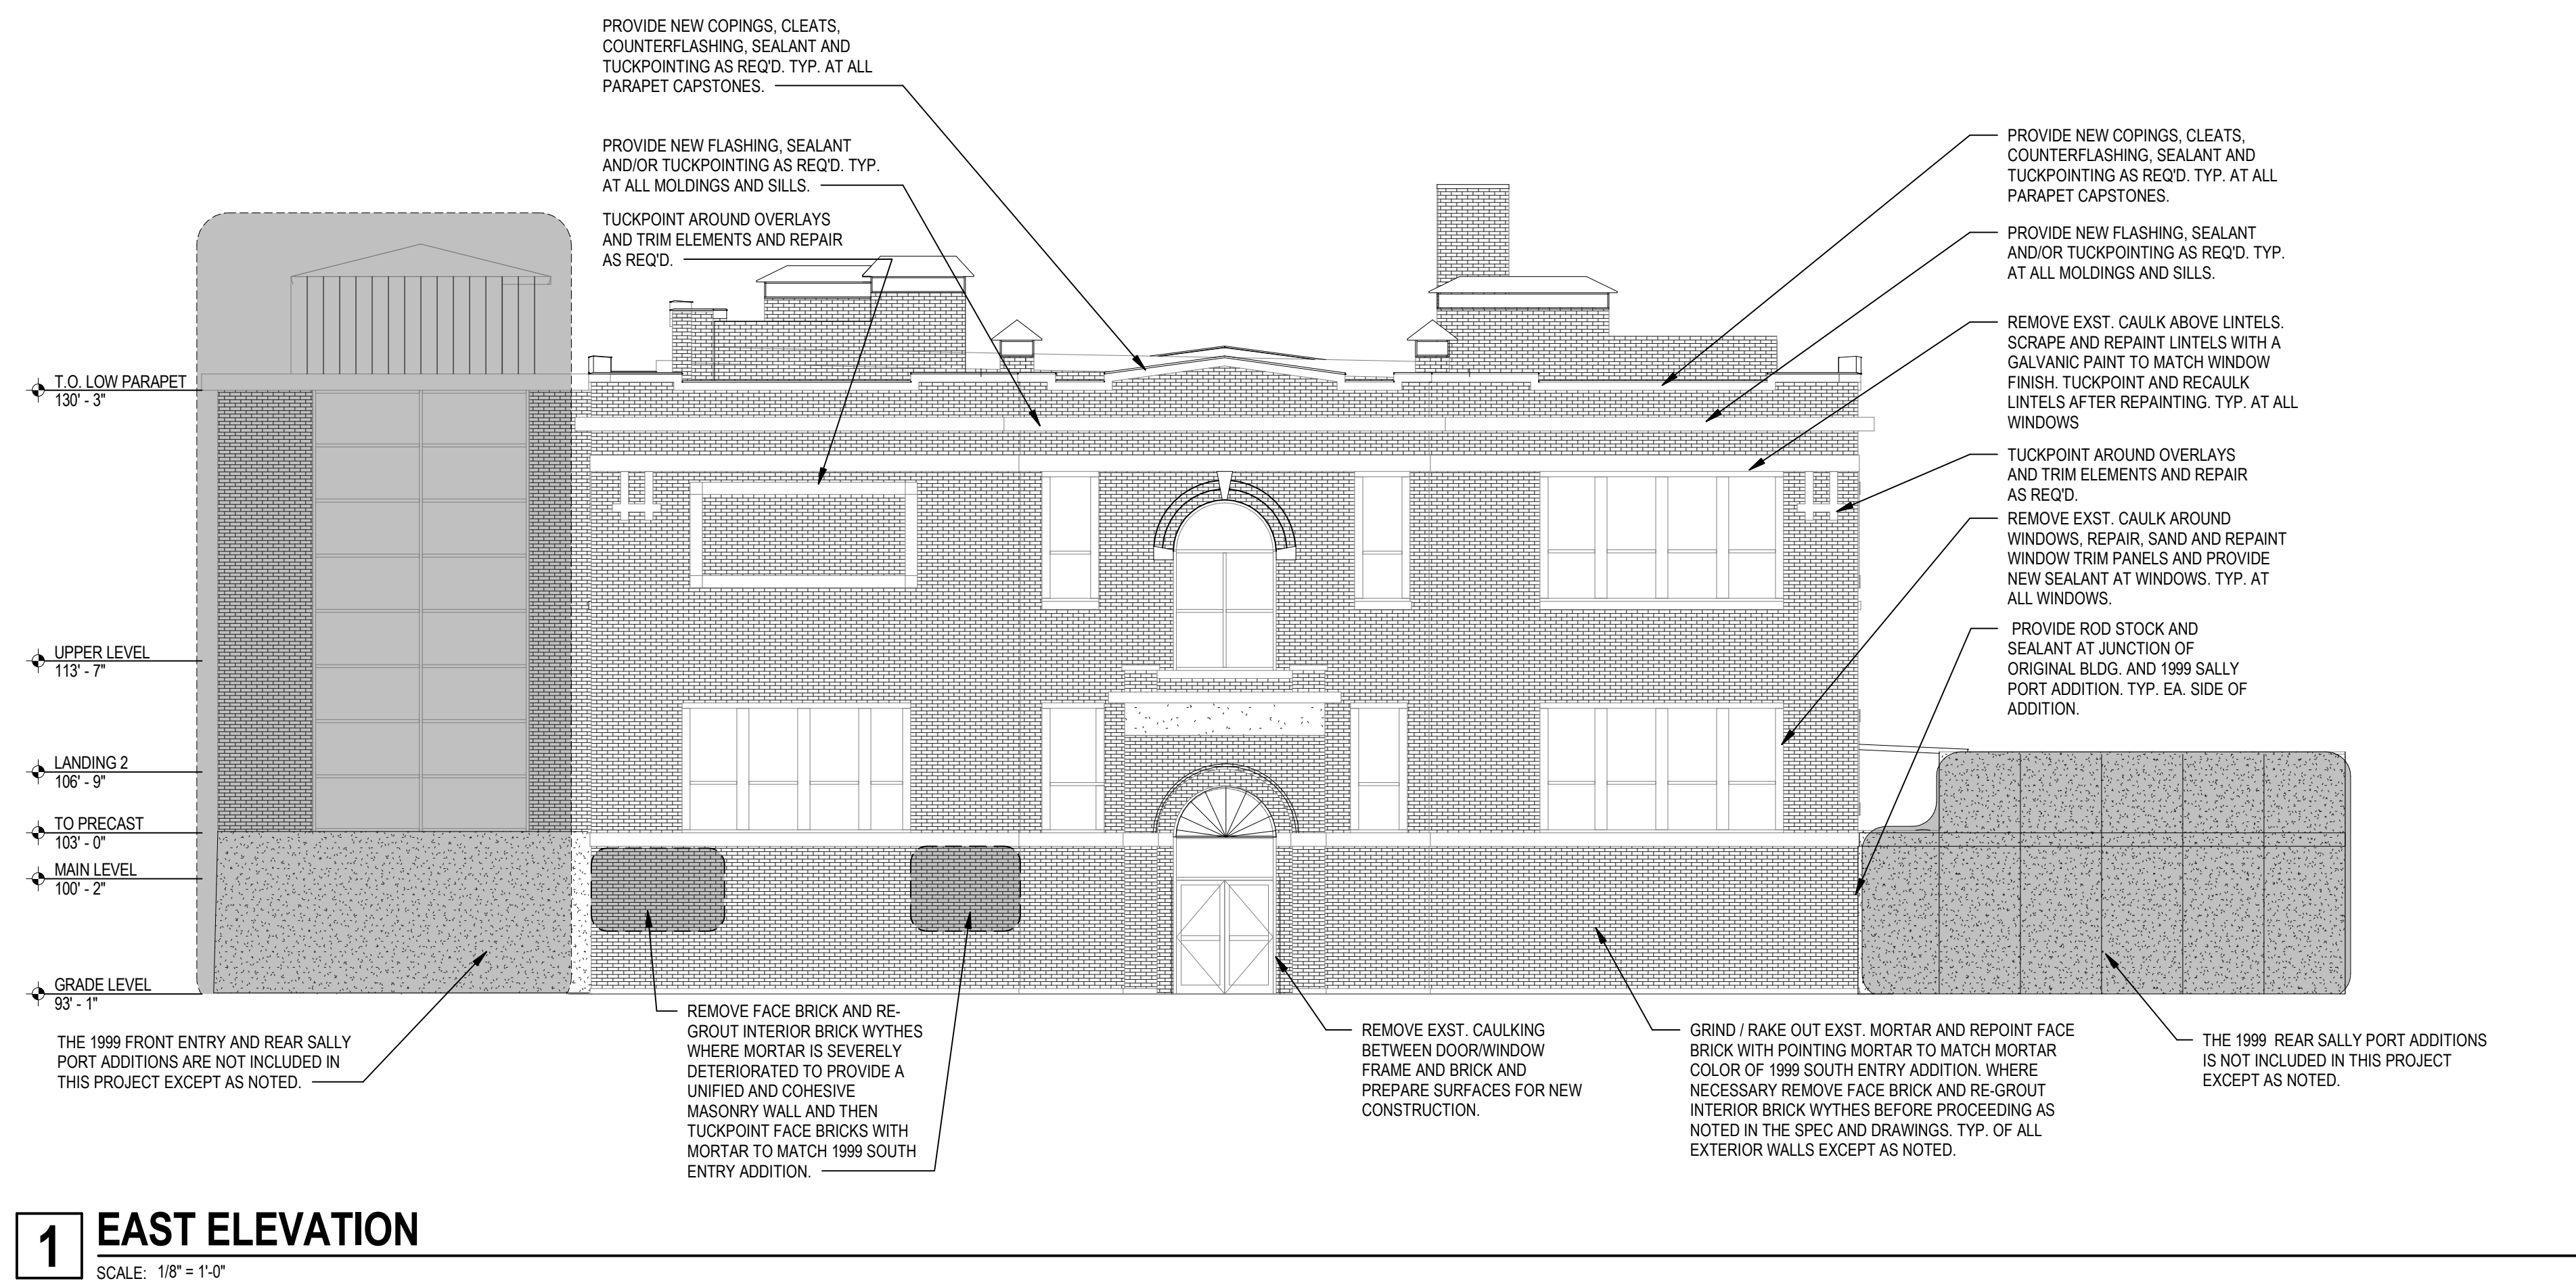 PROVIDE NEW COPINGS, CLEATS,
COUNTERFLASHING, SEALANT AND
TUCKPOINTING AS REQ'D. TYP. AT ALL
PARAPET CAPSTONES.
PROVIDE NEW FLASHING, SEALANT
AND/OR TUCKPOINTING AS REQ'D. TYP.
AT ALL MOLDINGS AND SILLS.
TUCKPOINT AROUND OVERLAYS
AND TRIM ELEMENTS AND REPAIR
AS REQ'D.
PROVIDE NEW COPINGS, CLEATS,
COUNTERFLASHING, SEALANT AND
TUCKPOINTING AS REQ'D. TYP. AT ALL
PARAPET CAPSTONES.
PROVIDE NEW FLASHING, SEALANT
AND/OR TUCKPOINTING AS REQ'D. TYP.
AT ALL MOLDINGS AND SILLS.
REMOVE EXST. CAULK ABOVE LINTELS.
SCRAPE AND REPAINT LINTELS WITH A
GALVANIC PAINT TO MATCH WINDOW
FINISH. TUCKPOINT AND RECAULK
LINTELS AFTER REPAINTING. TYP. AT ALL
WINDOWS
TUCKPOINT AROUND OVERLAYS
AND TRIM ELEMENTS AND REPAIR
AS REQ'D.
REMOVE EXST. CAULK AROUND
WINDOWS, REPAIR, SAND AND REPAINT
WINDOW TRIM PANELS AND PROVIDE
NEW SEALANT AT WINDOWS. TYP. AT
ALL WINDOWS.
PROVIDE ROD STOCK AND
SEALANT AT JUNCTION OF
ORIGINAL BLDG. AND 1999 SALLY
PORT ADDITION. TYP. EA. SIDE OF
ADDITION.
T.O. LOW PARAPET
130' - 3"
UPPER LEVEL
113' - 7"
LANDING 2
106' - 9"
TO PRECAST
103' - 0"
MAIN LEVEL
100' - 2"
GRADE LEVEL
93' - 1"
THE 1999 FRONT ENTRY AND REAR SALLY
PORT ADDITIONS ARE NOT INCLUDED IN
THIS PROJECT EXCEPT AS NOTED.
REMOVE FACE BRICK AND RE-
GROUT INTERIOR BRICK WYTHES
WHERE MORTAR IS SEVERELY
DETERIORATED TO PROVIDE A
UNIFIED AND COHESIVE
MASONRY WALL AND THEN
TUCKPOINT FACE BRICKS WITH
MORTAR TO MATCH 1999 SOUTH
ENTRY ADDITION.
REMOVE EXST. CAULKING
BETWEEN DOOR/WINDOW
FRAME AND BRICK AND
PREPARE SURFACES FOR NEW
CONSTRUCTION.
GRIND / RAKE OUT EXST. MORTAR AND REPOINT FACE
BRICK WITH POINTING MORTAR TO MATCH MORTAR
COLOR OF 1999 SOUTH ENTRY ADDITION. WHERE
NECESSARY REMOVE FACE BRICK AND RE-GROUT
INTERIOR BRICK WYTHES BEFORE PROCEEDING AS
NOTED IN THE SPEC AND DRAWINGS. TYP. OF ALL
EXTERIOR WALLS EXCEPT AS NOTED.
THE 1999 REAR SALLY PORT ADDITIONS
IS NOT INCLUDED IN THIS PROJECT
EXCEPT AS NOTED.
1
EAST ELEVATION
SCALE: 1/8" = 1'-0"